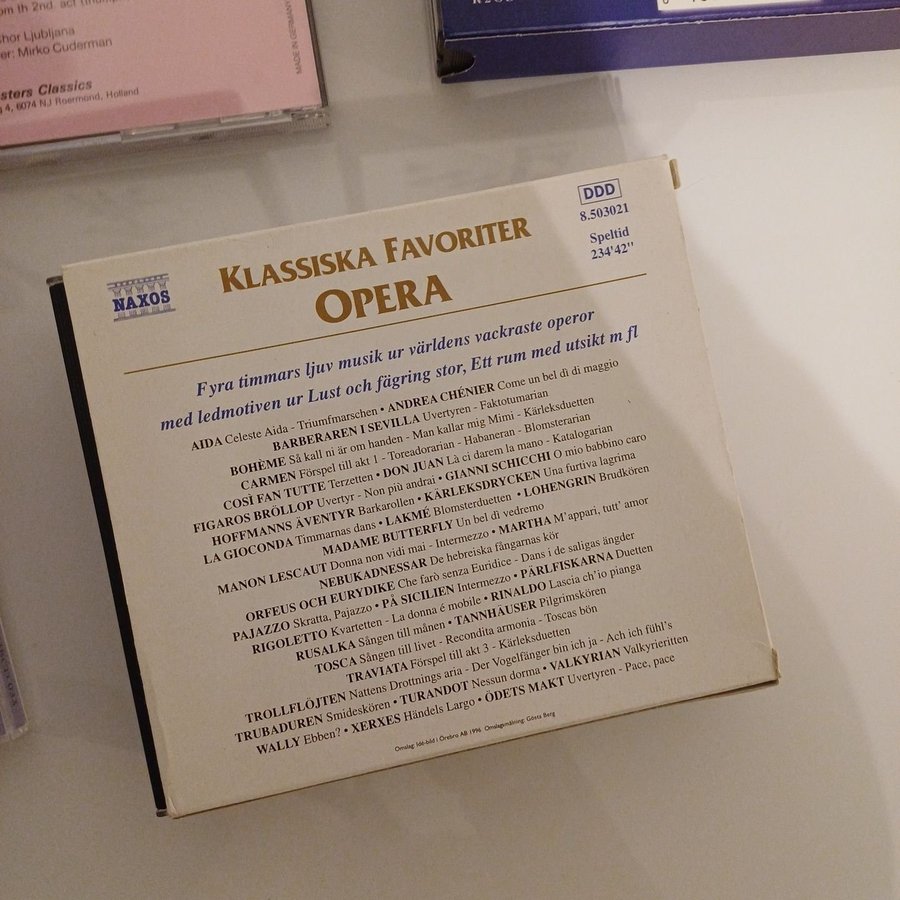 hor Ljubljana
er: Mirko Cuderman
sters Classics
4, 6074 NJ Roermond, Holland
MADE IN GERMANY
NAXOS
KLASSISKA FAVORITER
OPERA
DDD
8.503021
Speltid
234'42''
Fyra timmars ljuv musik ur världens vackraste operor
med ledmotiven ur Lust och fägring stor, Ett rum med utsikt m fl
AIDA Celeste Aida - Triumfmarschen • ANDREA CHÉNIER Come un bel dì di maggio
BARBERAREN I SEVILLA Uvertyren - Faktotumarian
BOHÈME Så kall ni är om handen - Man kallar mig Mimi - Kärleksduetten
CARMEN Förspel till akt 1 - Toreadorarian - Habaneran - Blomsterarian
COSÌ FAN TUTTE Terzetten • DON JUAN Là ci darem la mano - Katalogarian
FIGAROS BRÖLLOP Uvertyr - Non più andrai • GIANNI SCHICCHI O mio babbino caro
HOFFMANNS ÄVENTYR Barkarollen • KÄRLEKSDRYCKEN Una furtiva lagrima
LA GIOCONDA Timmarnas dans • LAKMÉ Blomsterduetten • LOHENGRIN Brudkören
MADAME BUTTERFLY Un bel dì vedremo
MANON LESCAUT Donna non vidi mai - Intermezzo • MARTHA M'appari, tutt' amor
NEBUKADNESSAR De hebreiska fångarnas kör
ORFEUS OCH EURYDIKE Che farò senza Euridice - Dans i de saligas ängder
PAJAZZO Skratta, Pajazzo • PÅ SICILIEN Intermezzo • PÄRLFISKARNA Duetten
RIGOLETTO Kvartetten - La donna é mobile • RINALDO Lascia ch'io pianga
RUSALKA Sången till månen • TANNHÄUSER Pilgrimskören
TOSCA Sången till livet - Recondita armonia - Toscas bön
TRAVIATA Förspel till akt 3 - Kärleksduetten
TROLLFLÖJTEN Nattens Drottnings aria - Der Vogelfänger bin ich ja - Ach ich fühl's
TRUBADUREN Smideskören • TURANDOT Nessun dorma • VALKYRIAN Valkyrieritten
WALLY Ebben? • XERXES Händels Largo • ÖDETS MAKT Uvertyren - Pace, pace
Omslag: Idé-bild i Örebro AB 1996 Omslagsmålning: Gösta Berg